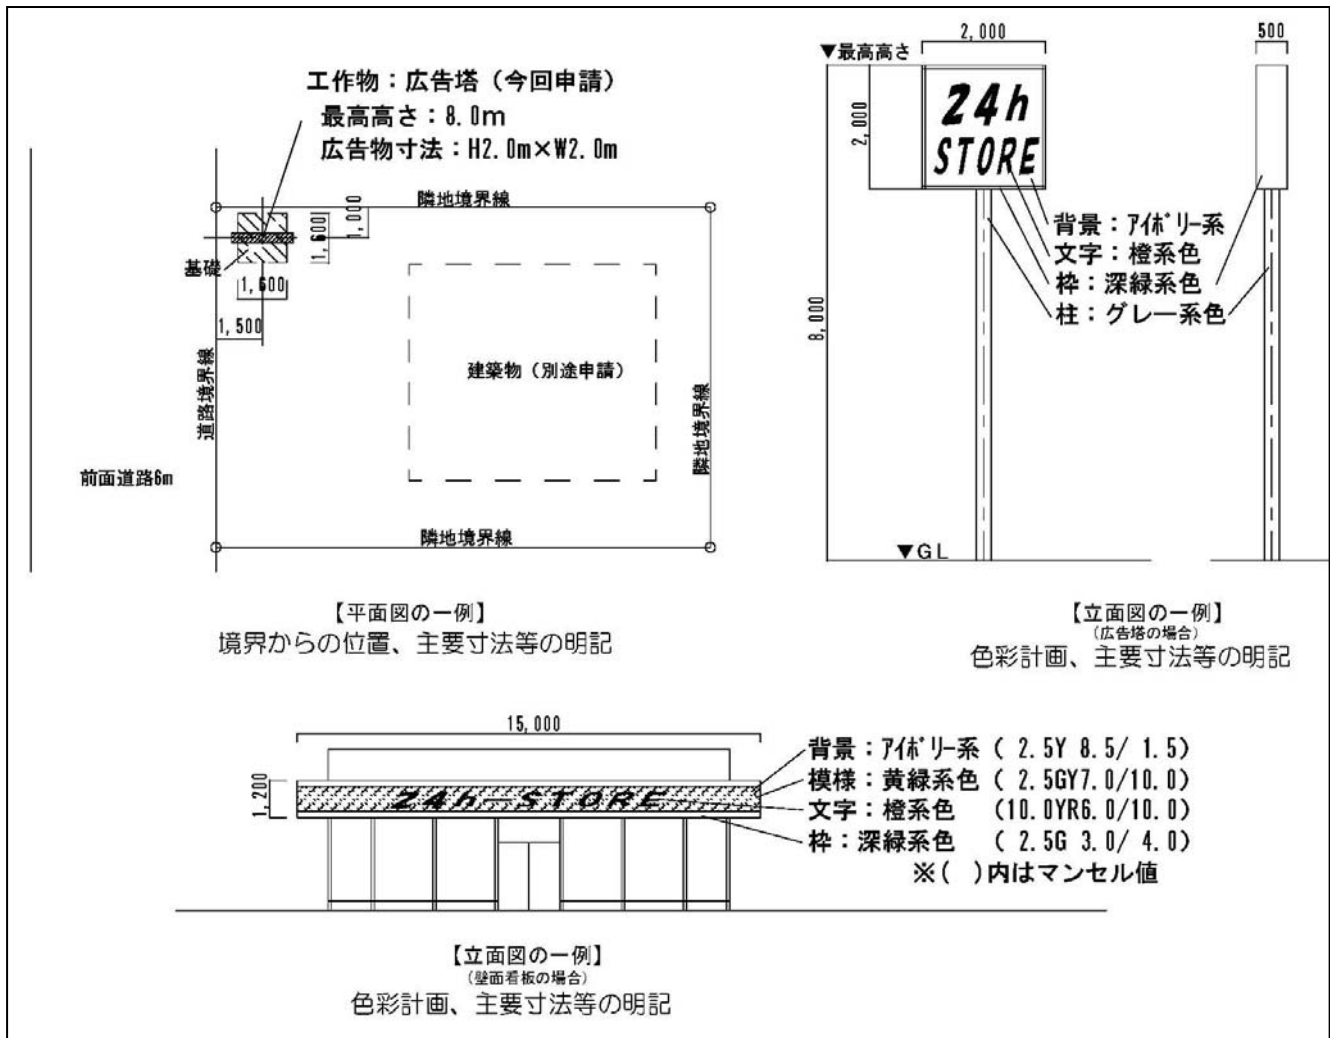 工作物：広告塔（今回申請）
最高高さ：8.0m
広告物寸法：H2.0m×W2.0m
隣地境界線
1,000
1,600
基礎
1,600
1,500
道路境界線
建築物（別途申請）
隣地境界線
前面道路6m
隣地境界線
【平面図の一例】
境界からの位置、主要寸法等の明記
2,000
500
▼最高高さ
2,000
24h
STORE
背景：ｱｲﾎﾞﾘｰ系
文字：橙系色
枠：深緑系色
柱：グレー系色
8,000
▼GL
【立面図の一例】
（広告塔の場合）
色彩計画、主要寸法等の明記
15,000
1,200
24h STORE
背景：ｱｲﾎﾞﾘｰ系 ( 2.5Y 8.5/ 1.5)
模様：黄緑系色 ( 2.5GY7.0/10.0)
文字：橙系色 (10.0YR6.0/10.0)
枠：深緑系色 ( 2.5G 3.0/ 4.0)
※( )内はマンセル値
【立面図の一例】
（壁面看板の場合）
色彩計画、主要寸法等の明記